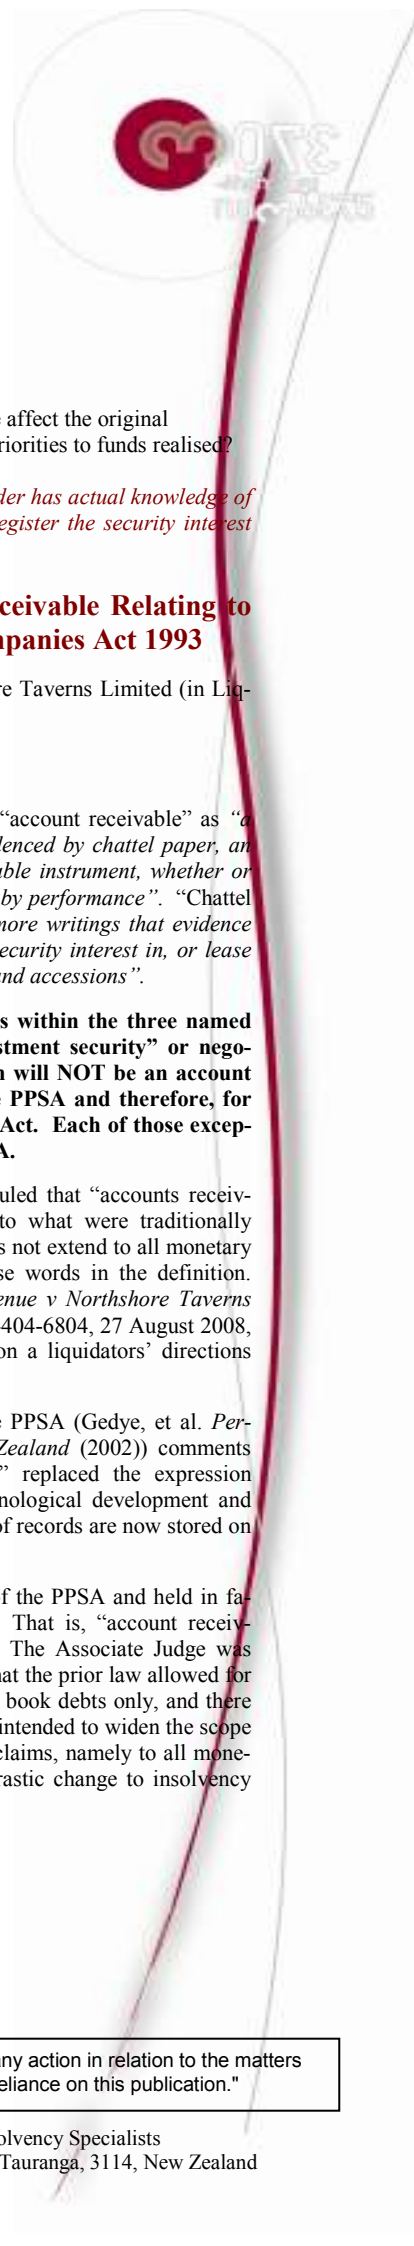 affect the original
riorities to funds realised?
der has actual knowledge of
egister the security interest
ceivable Relating to
panies Act 1993
re Taverns Limited (in Liq-
“account receivable” as “a
denced by chattel paper, an
able instrument, whether or
by performance”. “Chattel
more writings that evidence
ecurity interest in, or lease
and accessions”.
s within the three named
stment security” or nego-
n will NOT be an account
e PPSA and therefore, for
Act. Each of those excep-
A.
uled that “accounts receiv-
to what were traditionally
s not extend to all monetary
se words in the definition.
enue v Northshore Taverns
-404-6804, 27 August 2008,
on a liquidators’ directions
e PPSA (Gedye, et al. Per-
Zealand (2002)) comments
” replaced the expression
nological development and
of records are now stored on
of the PPSA and held in fa-
That is, “account receiv-
The Associate Judge was
hat the prior law allowed for
book debts only, and there
intended to widen the scope
claims, namely to all mone-
rastic change to insolvency
any action in relation to the matters
eliance on this publication."
olvency Specialists
Tauranga, 3114, New Zealand